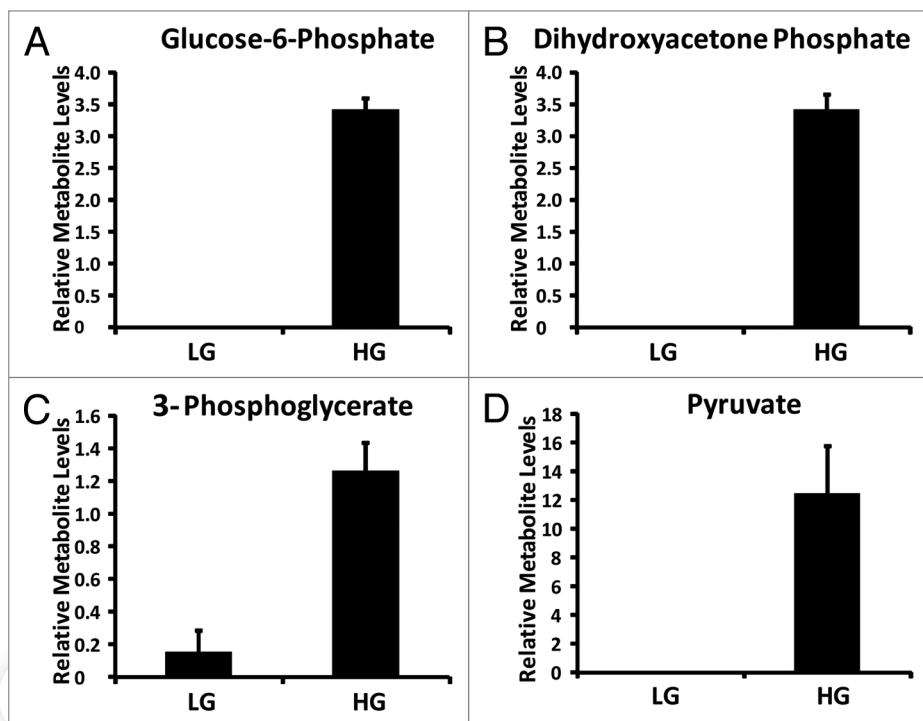 A
Glucose-6-Phosphate
Relative Metabolite Levels
4.0
3.5
3.0
2.5
2.0
1.5
1.0
0.5
0
LG HG
B
Dihydroxyacetone Phosphate
Relative Metabolite Levels
4.0
3.5
3.0
2.5
2.0
1.5
1.0
0.5
0
LG HG
C
3-Phosphoglycerate
Relative Metabolite Levels
1.6
1.4
1.2
1.0
0.8
0.6
0.4
0.2
0
LG HG
D
Pyruvate
Relative Metabolite Levels
18
16
14
12
10
8
6
4
2
0
LG HG